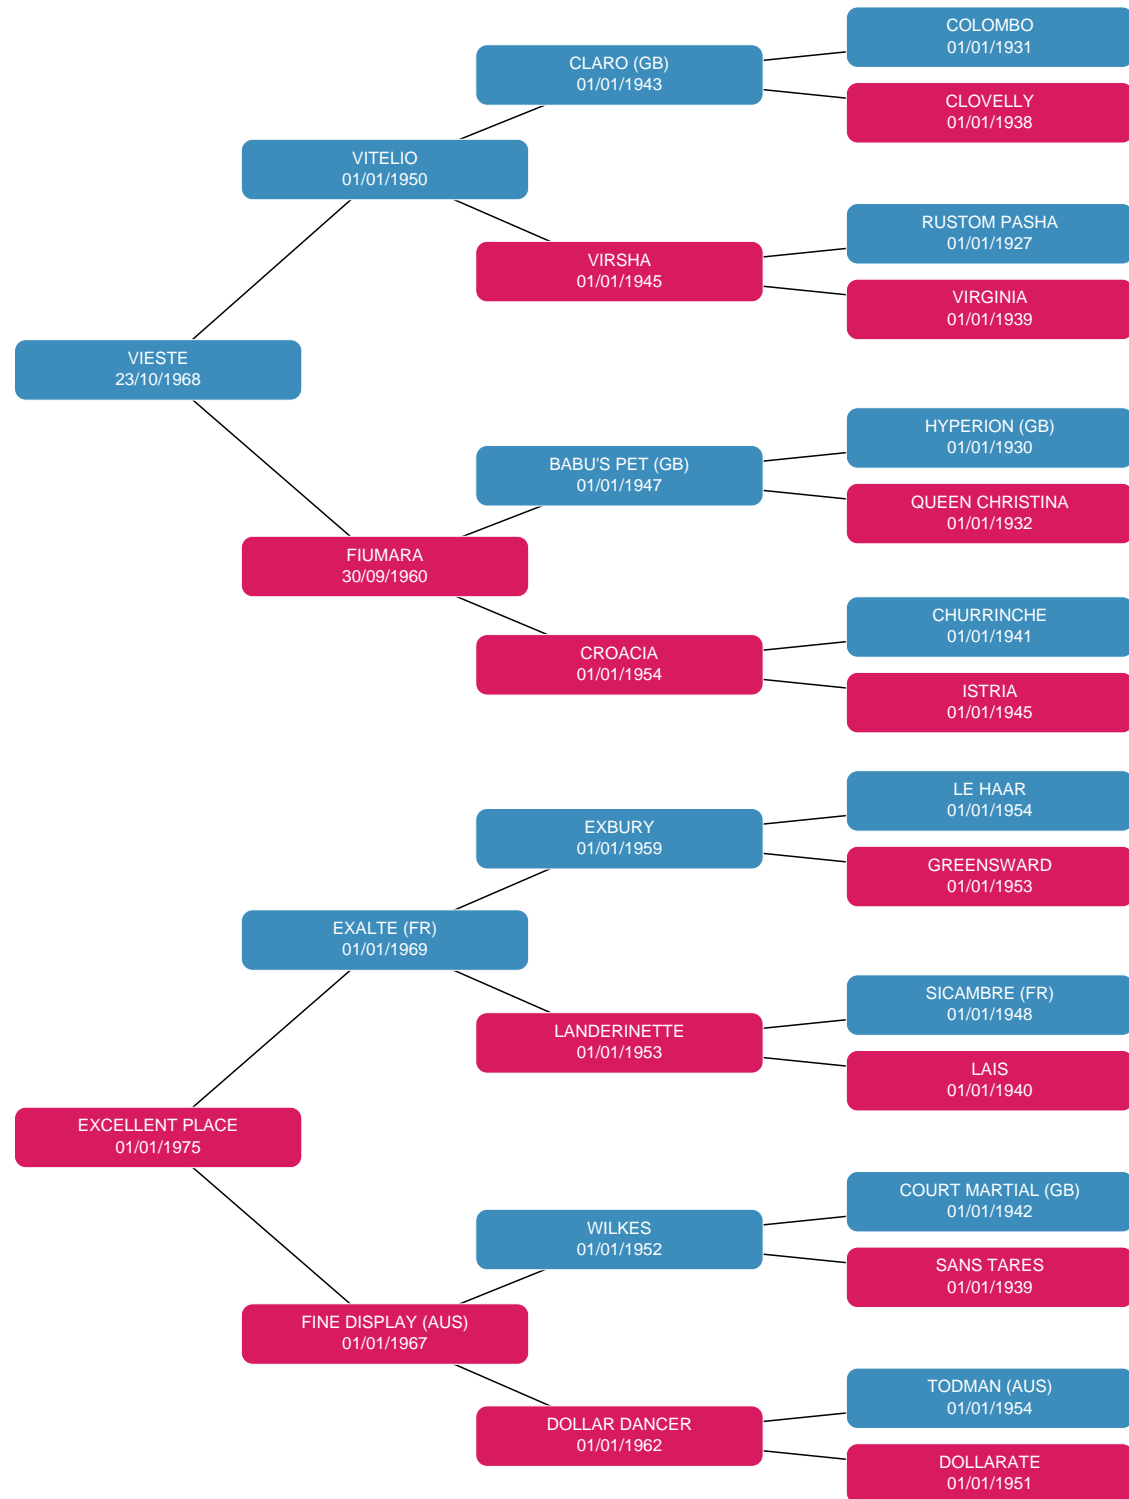 COLOMBO
01/01/1931
CLARO (GB)
01/01/1943
CLOVELLY
01/01/1938
VITELIO
01/01/1950
RUSTOM PASHA
01/01/1927
VIRSHA
01/01/1945
VIRGINIA
01/01/1939
VIESTE
23/10/1968
HYPERION (GB)
01/01/1930
BABU'S PET (GB)
01/01/1947
QUEEN CHRISTINA
01/01/1932
FIUMARA
30/09/1960
CHURRINCHE
01/01/1941
CROACIA
01/01/1954
ISTRIA
01/01/1945
LE HAAR
01/01/1954
EXBURY
01/01/1959
GREENSWARD
01/01/1953
EXALTE (FR)
01/01/1969
SICAMBRE (FR)
01/01/1948
LANDERINETTE
01/01/1953
LAIS
01/01/1940
EXCELLENT PLACE
01/01/1975
COURT MARTIAL (GB)
01/01/1942
WILKES
01/01/1952
SANS TARES
01/01/1939
FINE DISPLAY (AUS)
01/01/1967
TODMAN (AUS)
01/01/1954
DOLLAR DANCER
01/01/1962
DOLLARATE
01/01/1951